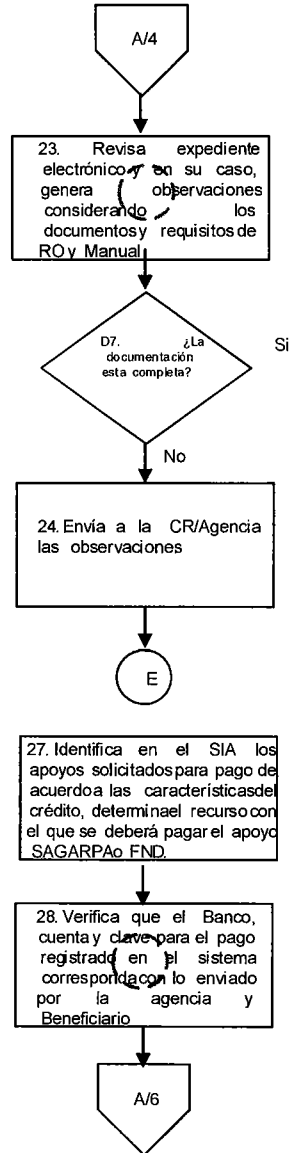 A/4
23. Revisa expediente
electrónico y en su caso,
genera observaciones
considerando los
documentos y requisitos de
RO y Manual
D7. ¿La
documentación
esta completa?
Si
No
24. Envía a la CR/Agencia
las observaciones
E
27. Identifica en el SIA los
apoyos solicitados para pago de
acuerdo a las características del
crédito, determina el recurso con
el que se deberá pagar el apoyo
SAGARPA o FND.
28. Verifica que el Banco,
cuenta y clave para el pago
registrado en el sistema
corresponda con lo enviado
por la agencia y
Beneficiario
A/6